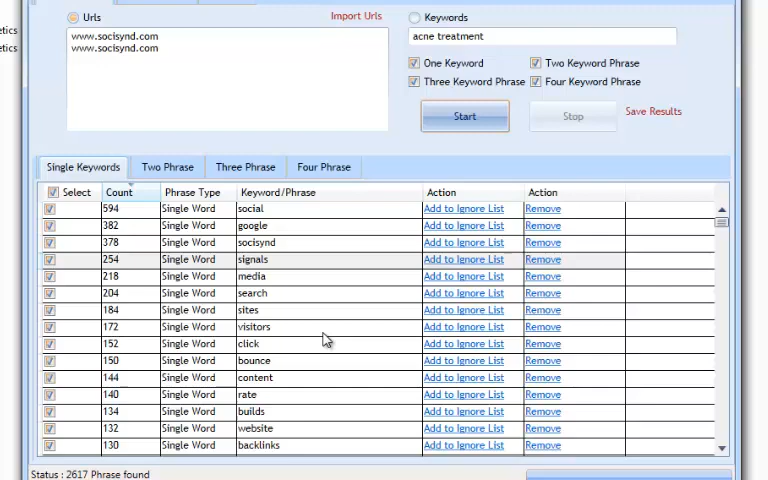 etics
etics
Urls
Import Urls
Keywords
www.socisynd.com
www.socisynd.com
acne treatment
One Keyword
Two Keyword Phrase
Three Keyword Phrase
Four Keyword Phrase
Start
Stop
Save Results
Single Keywords
Two Phrase
Three Phrase
Four Phrase
Select Count Phrase Type Keyword/Phrase Action Action
594 Single Word social Add to Ignore List Remove
382 Single Word google Add to Ignore List Remove
378 Single Word socisynd Add to Ignore List Remove
254 Single Word signals Add to Ignore List Remove
218 Single Word media Add to Ignore List Remove
204 Single Word search Add to Ignore List Remove
184 Single Word sites Add to Ignore List Remove
172 Single Word visitors Add to Ignore List Remove
152 Single Word click Add to Ignore List Remove
150 Single Word bounce Add to Ignore List Remove
144 Single Word content Add to Ignore List Remove
140 Single Word rate Add to Ignore List Remove
134 Single Word builds Add to Ignore List Remove
132 Single Word website Add to Ignore List Remove
130 Single Word backlinks Add to Ignore List Remove
Status : 2617 Phrase found